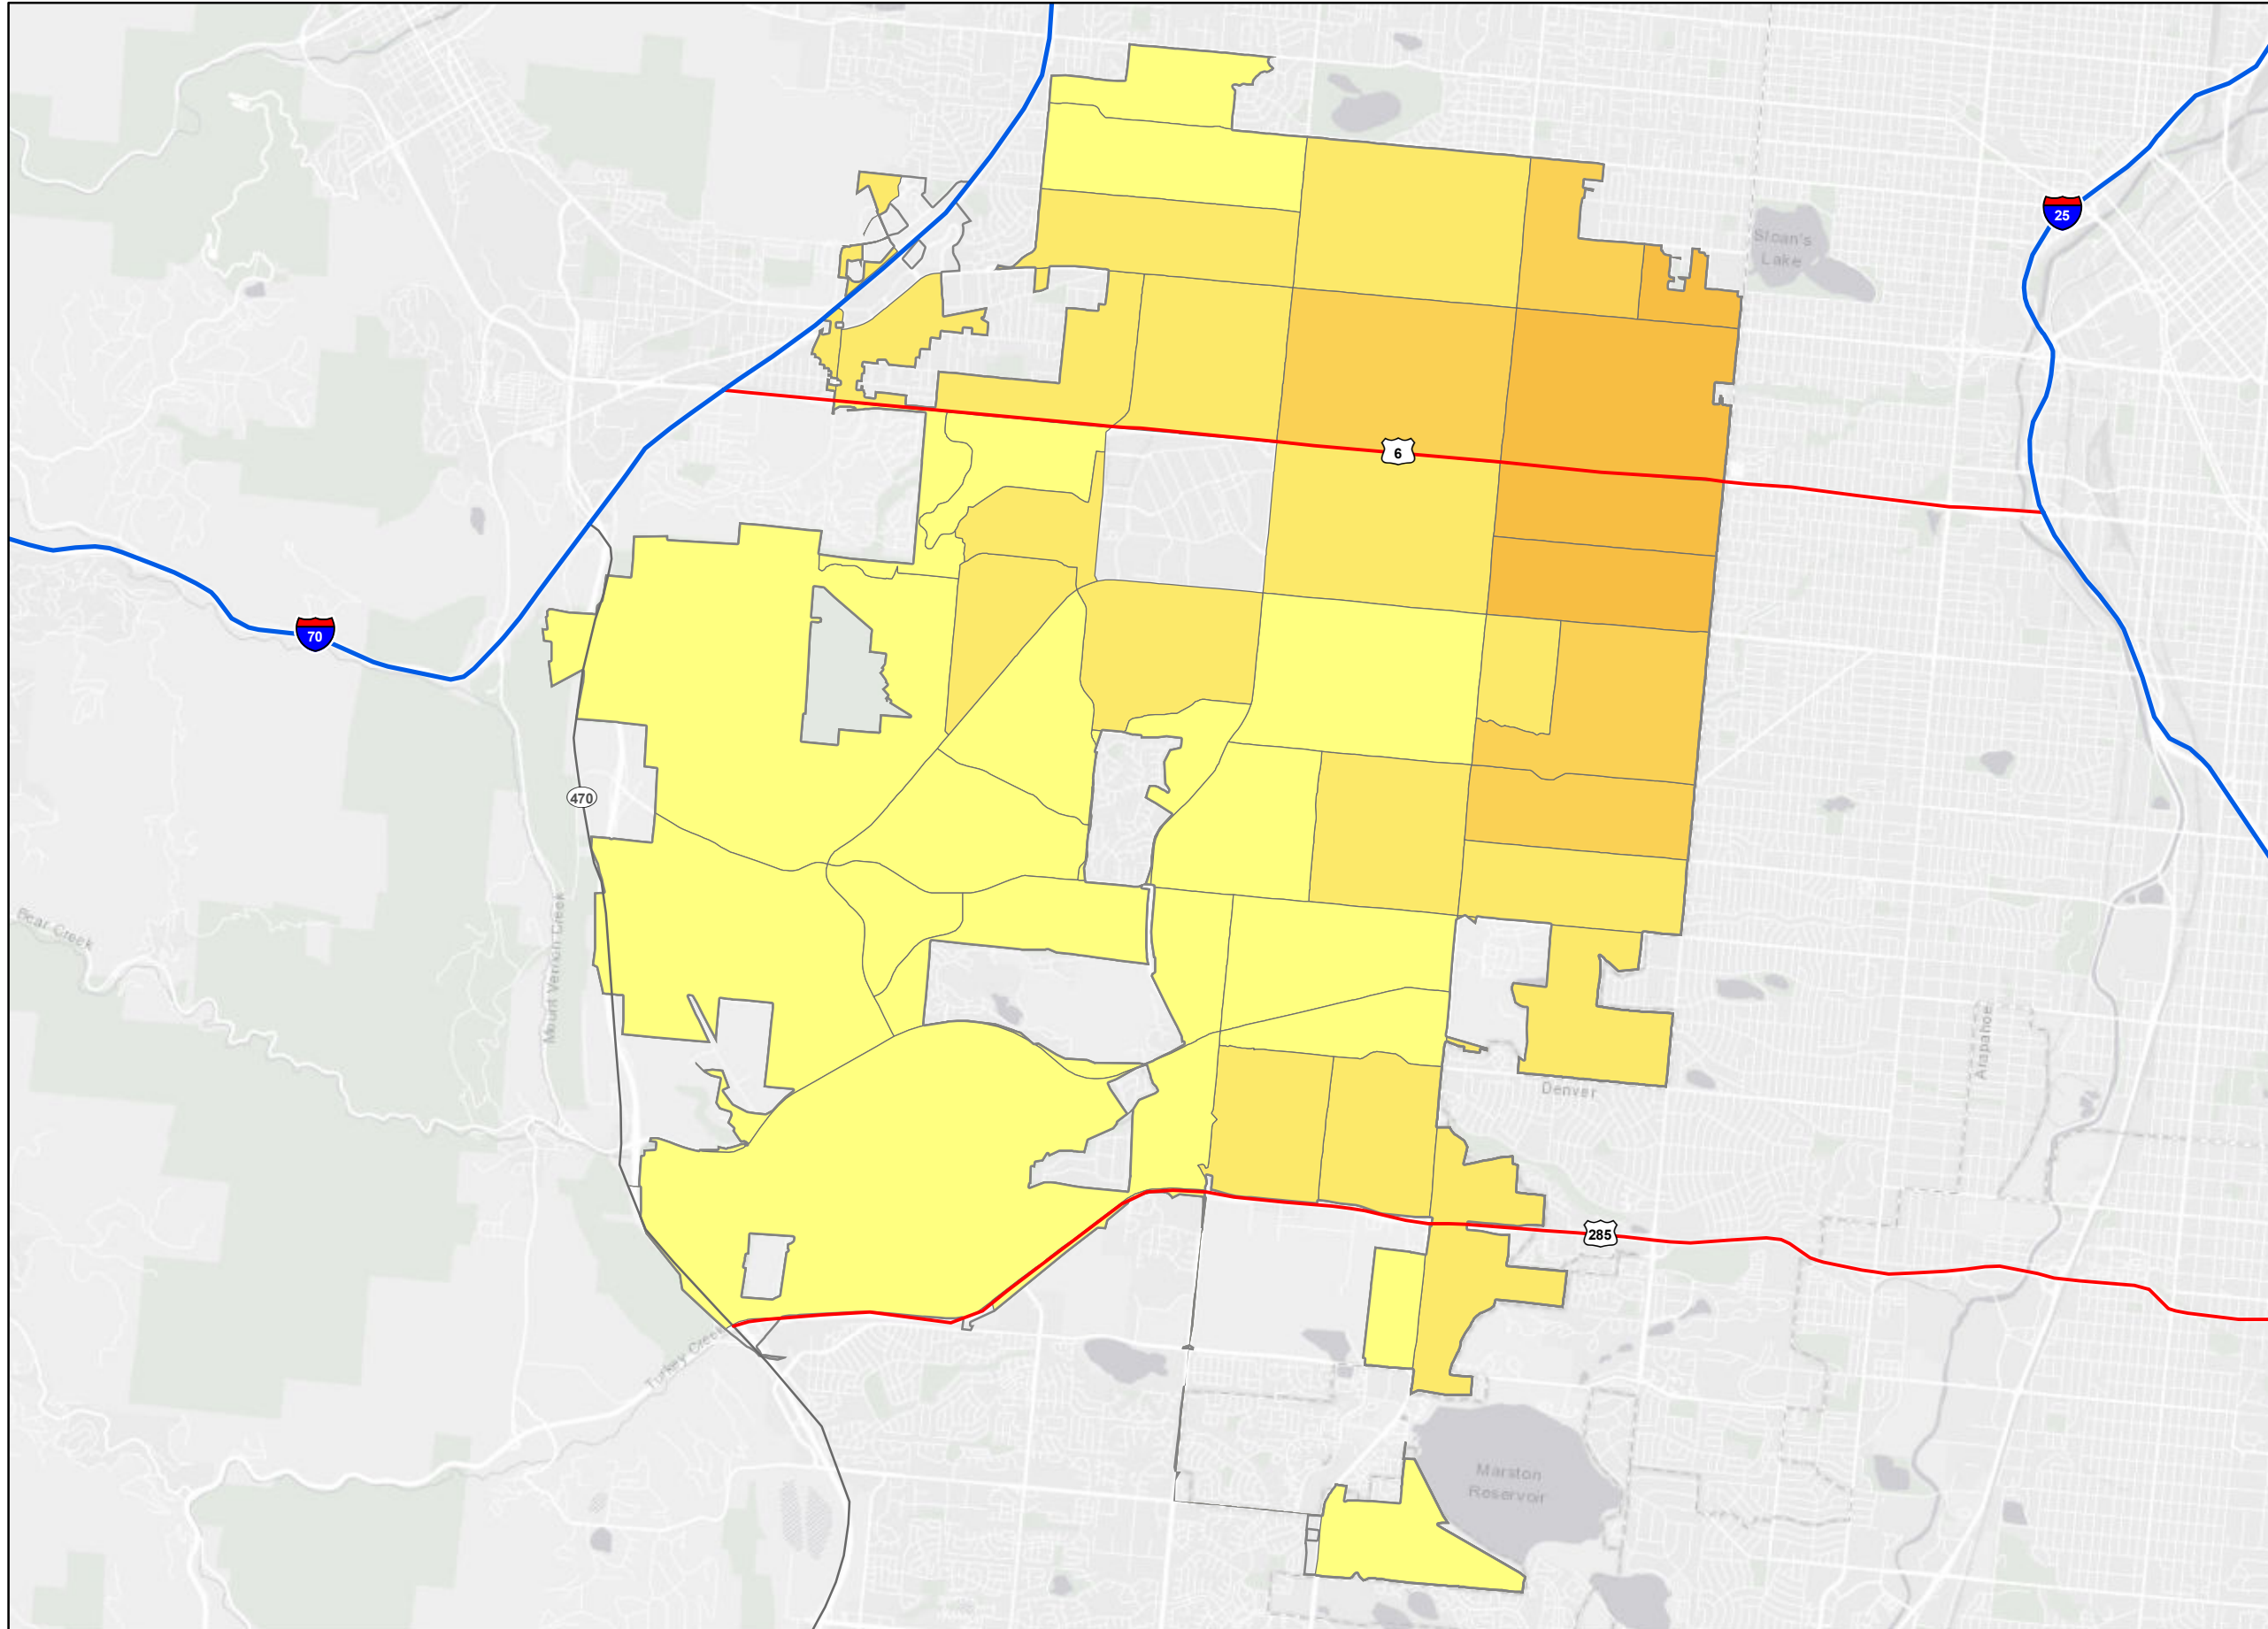 25
Sloan's
Lake
6
70
470
Bear Creek
Mount Vernon Creek
Arapahoe
Denver
285
Turkey Creek
Marston
Reservoir